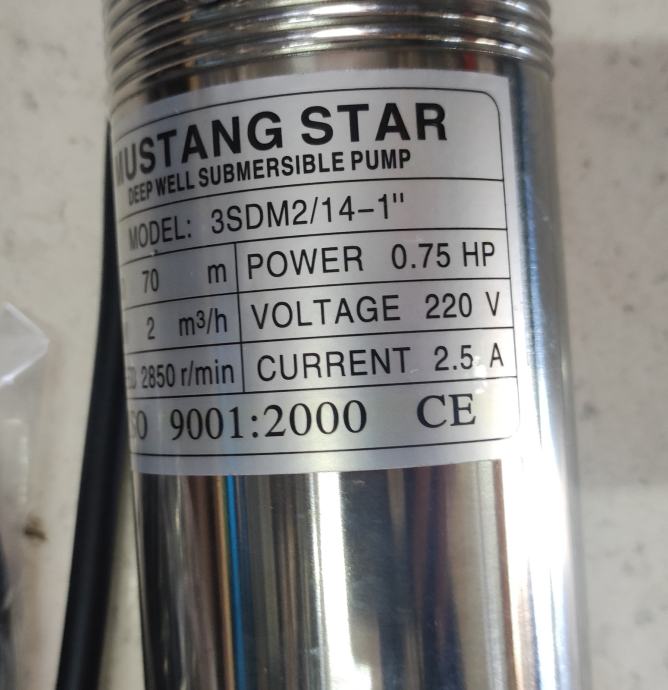 MUSTANG STAR
DEEP WELL SUBMERSIBLE PUMP
MODEL: 3SDM2/14-1"
70 m POWER 0.75 HP
2 m³/h VOLTAGE 220 V
2850 r/min CURRENT 2.5 A
9001:2000 CE